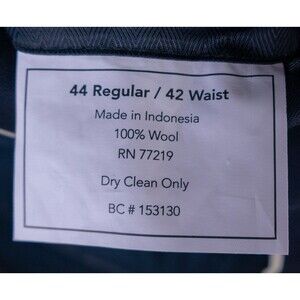 44 Regular / 42 Waist
Made in Indonesia
100% Wool
RN 77219
Dry Clean Only
BC # 153130